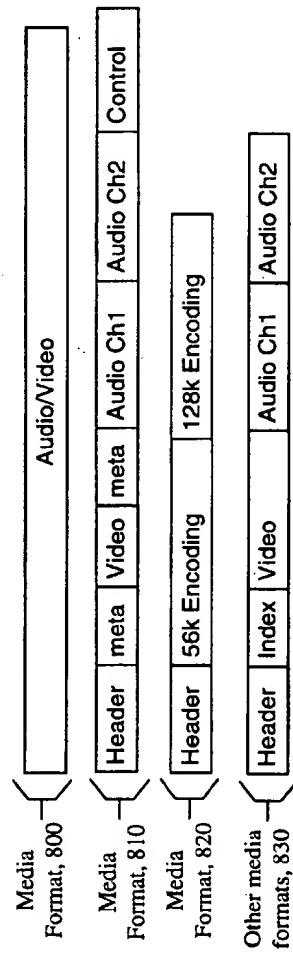 Media
Format, 800
Audio/Video
Media
Format, 810
Header meta Video meta Audio Ch1 Audio Ch2 Control
Media
Format, 820
Header 56k Encoding 128k Encoding
Other media
formats, 830
Header Index Video Audio Ch1 Audio Ch2